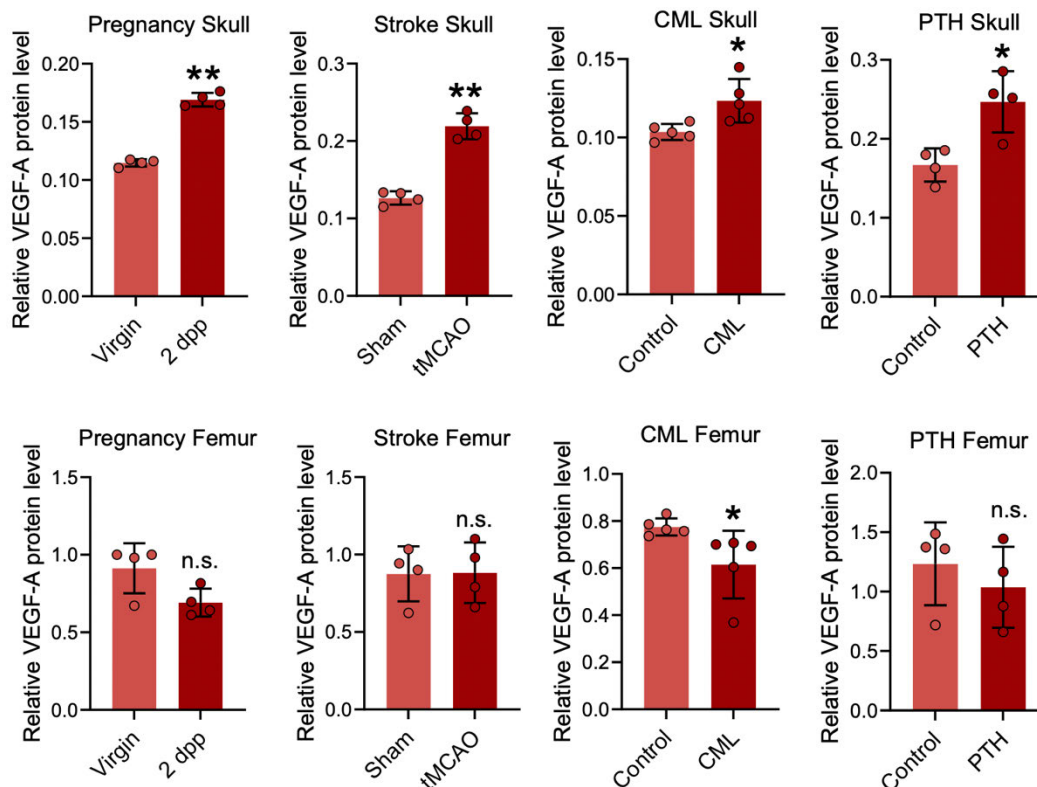 Pregnancy Skull
Relative VEGF-A protein level
0.20
0.15
0.10
0.05
0.00
**
Virgin
2 dpp
Stroke Skull
Relative VEGF-A protein level
0.3
0.2
0.1
0.0
**
Sham
tMCAO
CML Skull
Relative VEGF-A protein level
0.15
0.10
0.05
0.00
*
Control
CML
PTH Skull
Relative VEGF-A protein level
0.3
0.2
0.1
0.0
*
Control
PTH
Pregnancy Femur
Relative VEGF-A protein level
1.5
1.0
0.5
0.0
n.s.
Virgin
2 dpp
Stroke Femur
Relative VEGF-A protein level
1.5
1.0
0.5
0.0
n.s.
Sham
tMCAO
CML Femur
Relative VEGF-A protein level
0.8
0.6
0.4
0.2
0.0
*
Control
CML
PTH Femur
Relative VEGF-A protein level
2.0
1.5
1.0
0.5
0.0
n.s.
Control
PTH